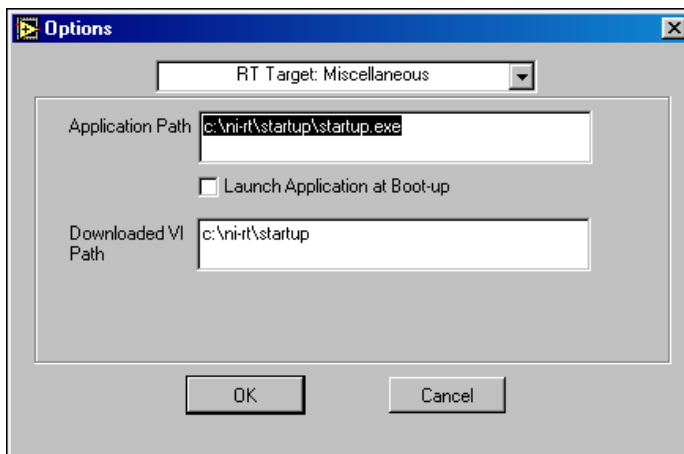 Options
RT Target: Miscellaneous
Application Path c:\ni-rt\startup\startup.exe
Launch Application at Boot-up
Downloaded VI c:\ni-rt\startup
Path
OK Cancel